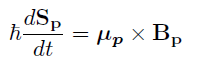 ħ dS_p/dt = μ_p × B_p